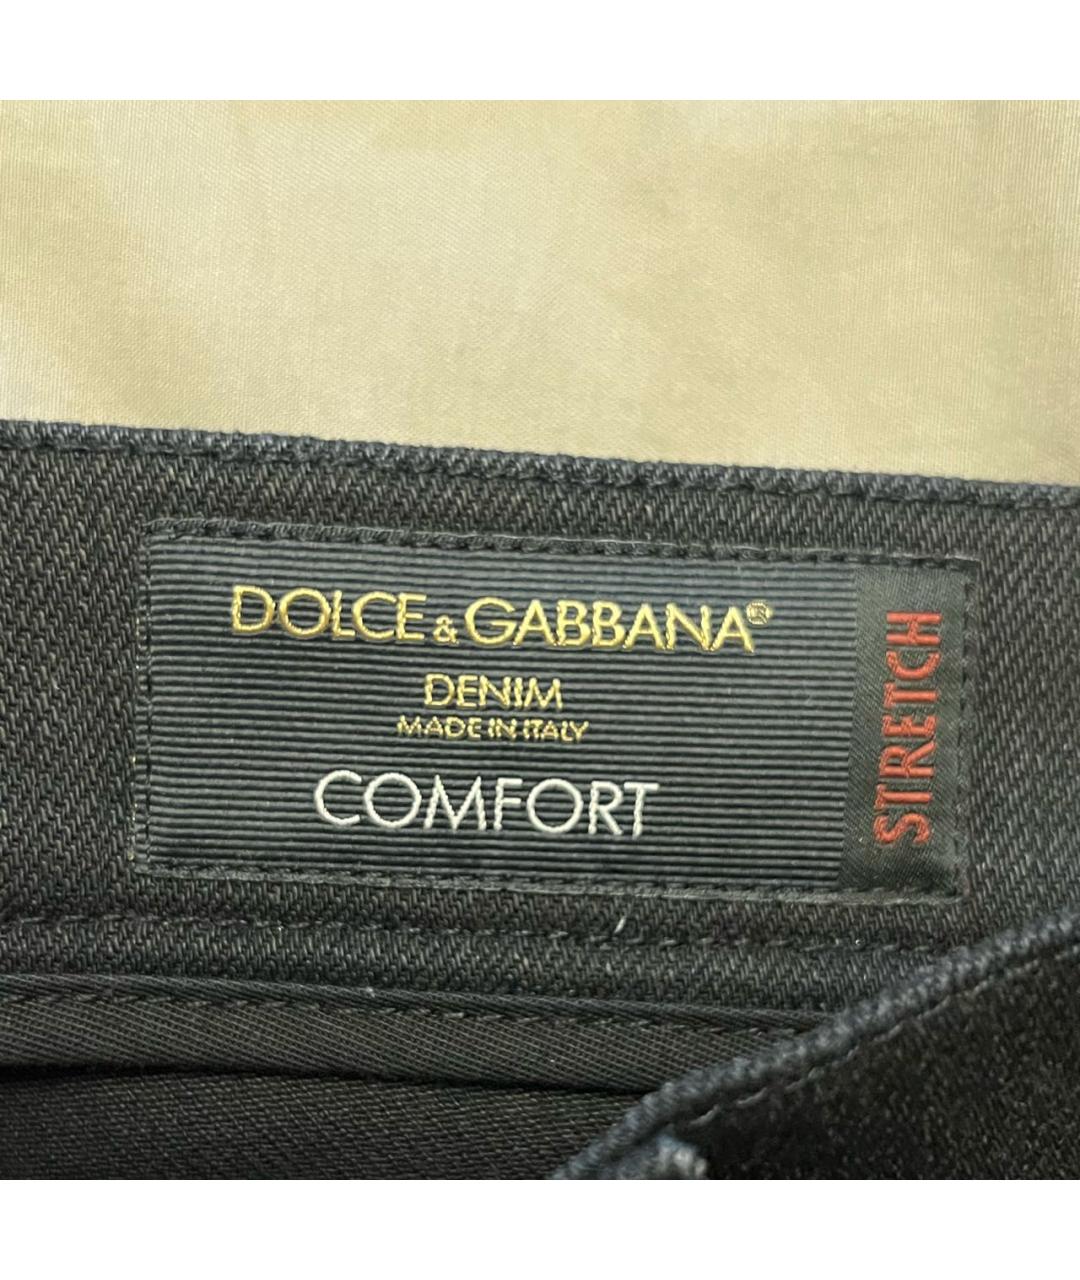 DOLCE & GABBANA®
DENIM
MADE IN ITALY
COMFORT
STRETCH